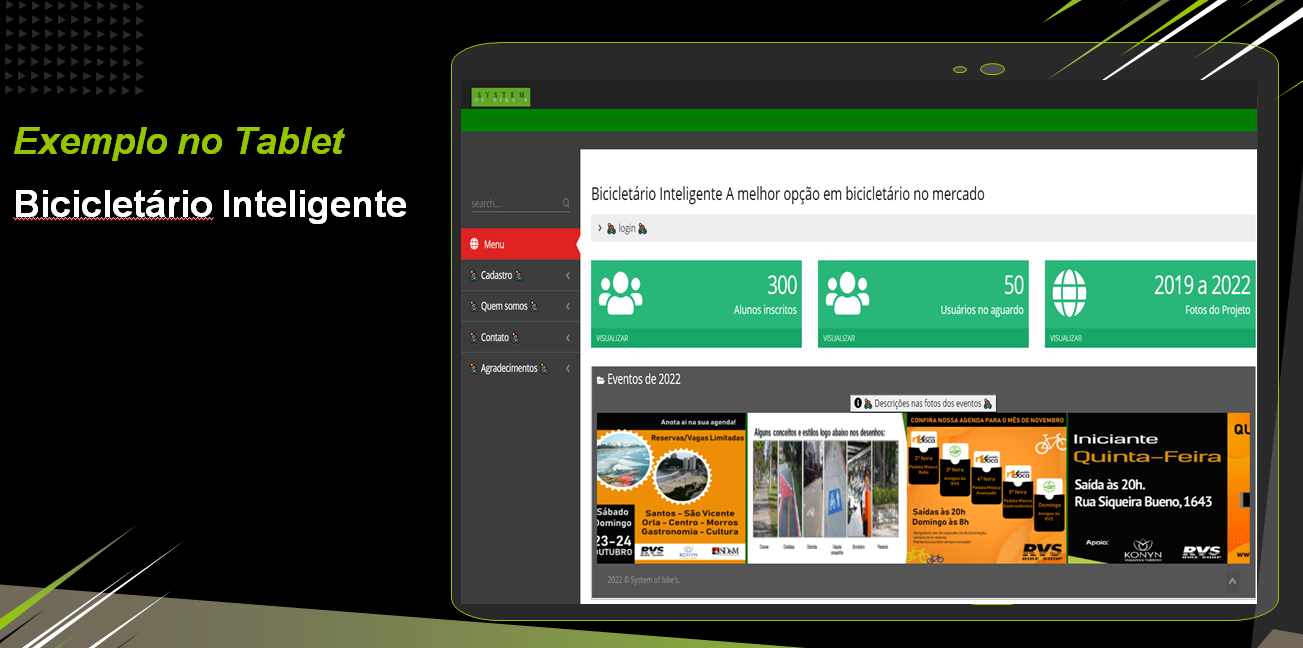 Exemplo no Tablet
Bicicletário Inteligente
SYSTEM
OF BIKE'S
search...
Menu
Cadastro
Quem somos
Contato
Agradecimentos
Bicicletário Inteligente A melhor opção em bicicletário no mercado
login
300
Alunos inscritos
VISUALIZAR
50
Usuários no aguardo
VISUALIZAR
2019 a 2022
Fotos do Projeto
VISUALIZAR
Eventos de 2022
Descrições nas fotos dos eventos
Anota ai na sua agenda!
Reservas/Vagas Limitadas
Sábado
Domingo
23-24
OUTUBRO
Santos - São Vicente
Orla - Centro - Morros
Gastronomia - Cultura
RVS
KONYN
Alguns conceitos e estilos logo abaixo nos desenhos:
CONFIRA NOSSA AGENDA PARA O MÊS DE NOVEMBRO
2ª feira
3ª feira
4ª feira
5ª feira
Domingo
Saídas às 20h
Domingo às 8h
RVS
BIKE SHOP
Iniciante
Quinta-Feira
Saída às 20h.
Rua Siqueira Bueno, 1643
Apoio:
KONYN
RVS
BIKE SHOP
QU
2022 © System of bike's.